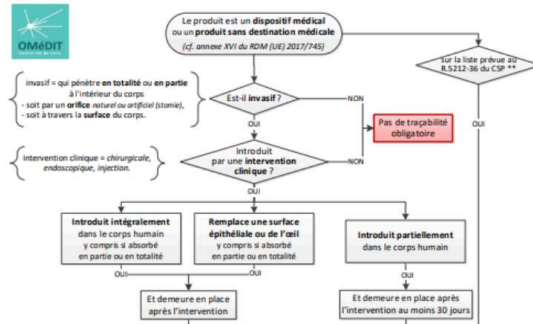 OMéDIT
Le produit est un dispositif médical
ou un produit sans destination médicale
(cf. annexe XVI du RDM (UE) 2017/745)
Sur la liste prévue au
R.5212-36 du CSP **
invasif = qui pénètre en totalité ou en partie
à l'intérieur du corps
- soit par un orifice naturel ou artificiel (stomie),
- soit à travers la surface du corps.
Est-il invasif ?
NON
OUI
Pas de traçabilité
obligatoire
OUI
intervention clinique = chirurgicale,
endoscopique, injection.
Introduit
par une intervention
clinique ?
NON
OUI
Introduit intégralement
dans le corps humain
y compris si absorbé
en partie ou en totalité
Remplace une surface
épithéliale ou de l'œil
y compris si absorbé
en partie ou en totalité
Introduit partiellement
dans le corps humain
OUI
OUI
OUI
Et demeure en place
après l'intervention
Et demeure en place après
l'intervention au moins 30 jours